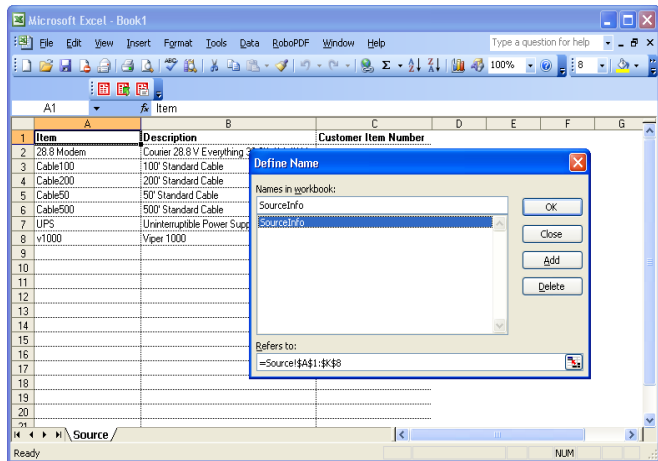 Microsoft Excel - Book1
File Edit View Insert Format Tools Data RoboPDF Window Help Type a question for help
100% 8
A1 fx Item
A B C D E F G
1 Item Description Customer Item Number
2 28.8 Modem Courier 28.8 V Everything
3 Cable100 100' Standard Cable
4 Cable200 200' Standard Cable
5 Cable50 50' Standard Cable
6 Cable500 500' Standard Cable
7 UPS Uninterruptible Power Supp
8 v1000 Viper 1000
9
10
11
12
13
14
15
16
17
18
19
20
21
Define Name
Names in workbook:
SourceInfo
SourceInfo
OK
Close
Add
Delete
Refers to:
=Source!$A$1:$K$8
Source
Ready NUM